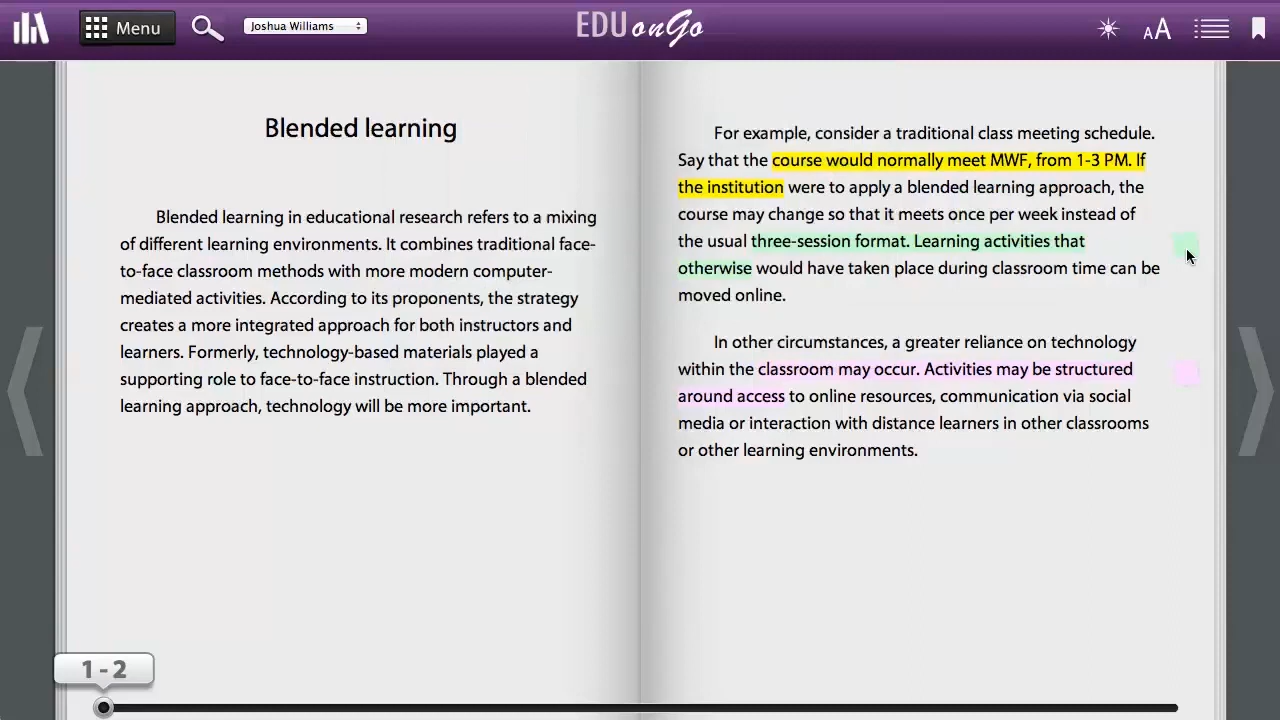 Menu
Joshua Williams
EDU onGo
AA
Blended learning
Blended learning in educational research refers to a mixing
of different learning environments. It combines traditional face-
to-face classroom methods with more modern computer-
mediated activities. According to its proponents, the strategy
creates a more integrated approach for both instructors and
learners. Formerly, technology-based materials played a
supporting role to face-to-face instruction. Through a blended
learning approach, technology will be more important.
For example, consider a traditional class meeting schedule.
Say that the course would normally meet MWF, from 1-3 PM. If
the institution were to apply a blended learning approach, the
course may change so that it meets once per week instead of
the usual three-session format. Learning activities that
otherwise would have taken place during classroom time can be
moved online.
In other circumstances, a greater reliance on technology
within the classroom may occur. Activities may be structured
around access to online resources, communication via social
media or interaction with distance learners in other classrooms
or other learning environments.
1 - 2